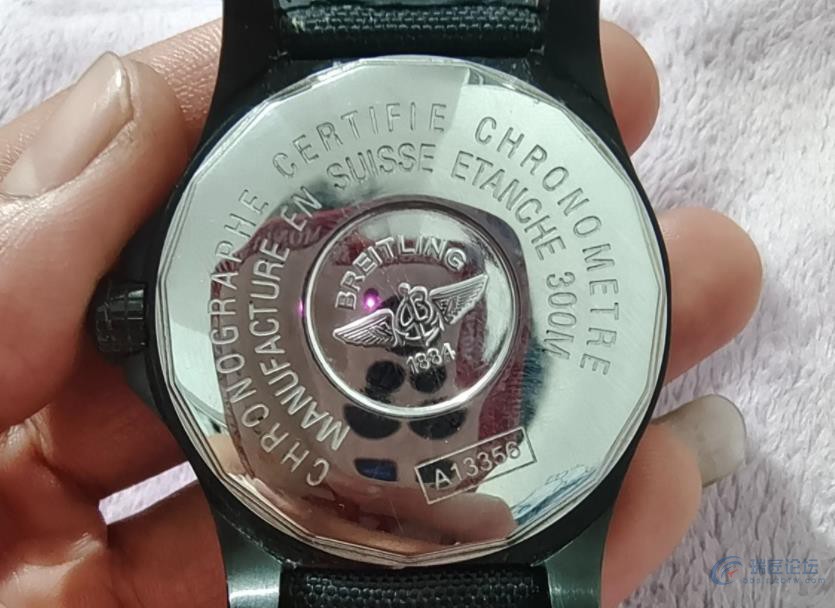 CHRONOGRAPHE CERTIFIE CHRONOMETRE
MANUFACTURE EN SUISSE ETANCHE 300M
BREITLING
1884
A13356